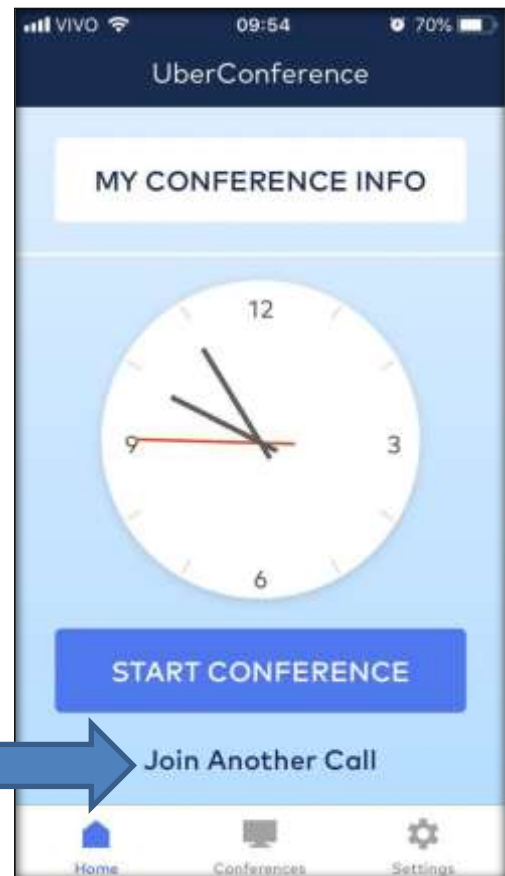 VIVO 09:54 70%
UberConference
MY CONFERENCE INFO
12
9 3
6
START CONFERENCE
Join Another Call
Home Conferences Settings